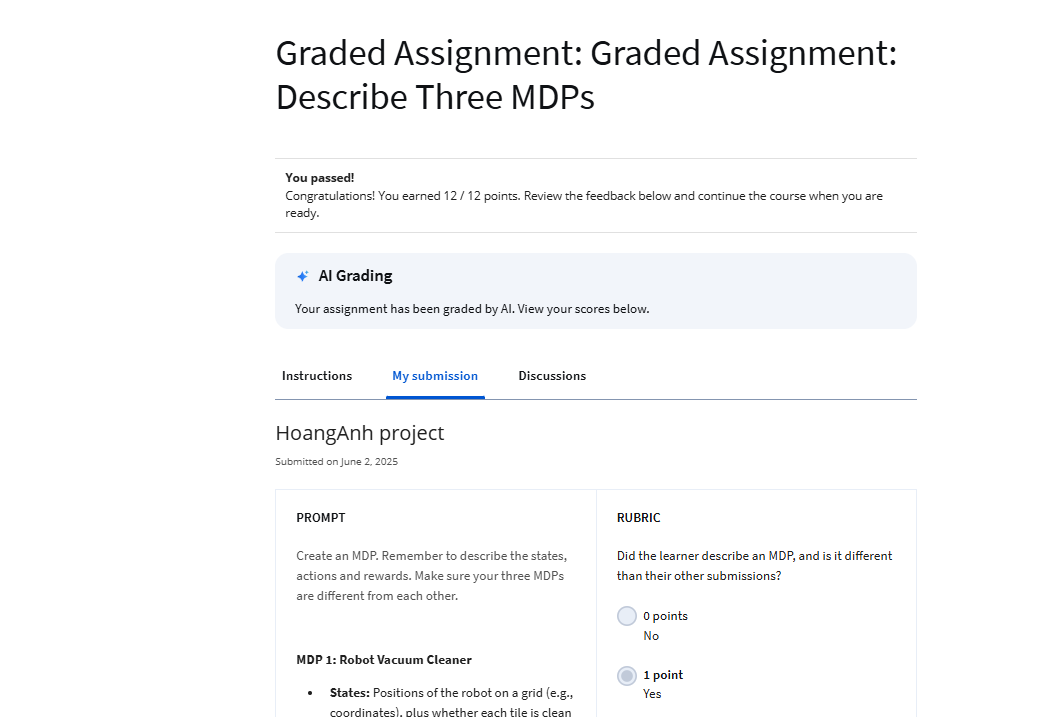 Graded Assignment: Graded Assignment:
Describe Three MDPs
You passed!
Congratulations! You earned 12 / 12 points. Review the feedback below and continue the course when you are
ready.
AI Grading
Your assignment has been graded by AI. View your scores below.
Instructions
My submission
Discussions
HoangAnh project
Submitted on June 2, 2025
PROMPT
Create an MDP. Remember to describe the states,
actions and rewards. Make sure your three MDPs
are different from each other.
MDP 1: Robot Vacuum Cleaner
• States: Positions of the robot on a grid (e.g.,
coordinates), plus whether each tile is clean
RUBRIC
Did the learner describe an MDP, and is it different
than their other submissions?
0 points
No
1 point
Yes